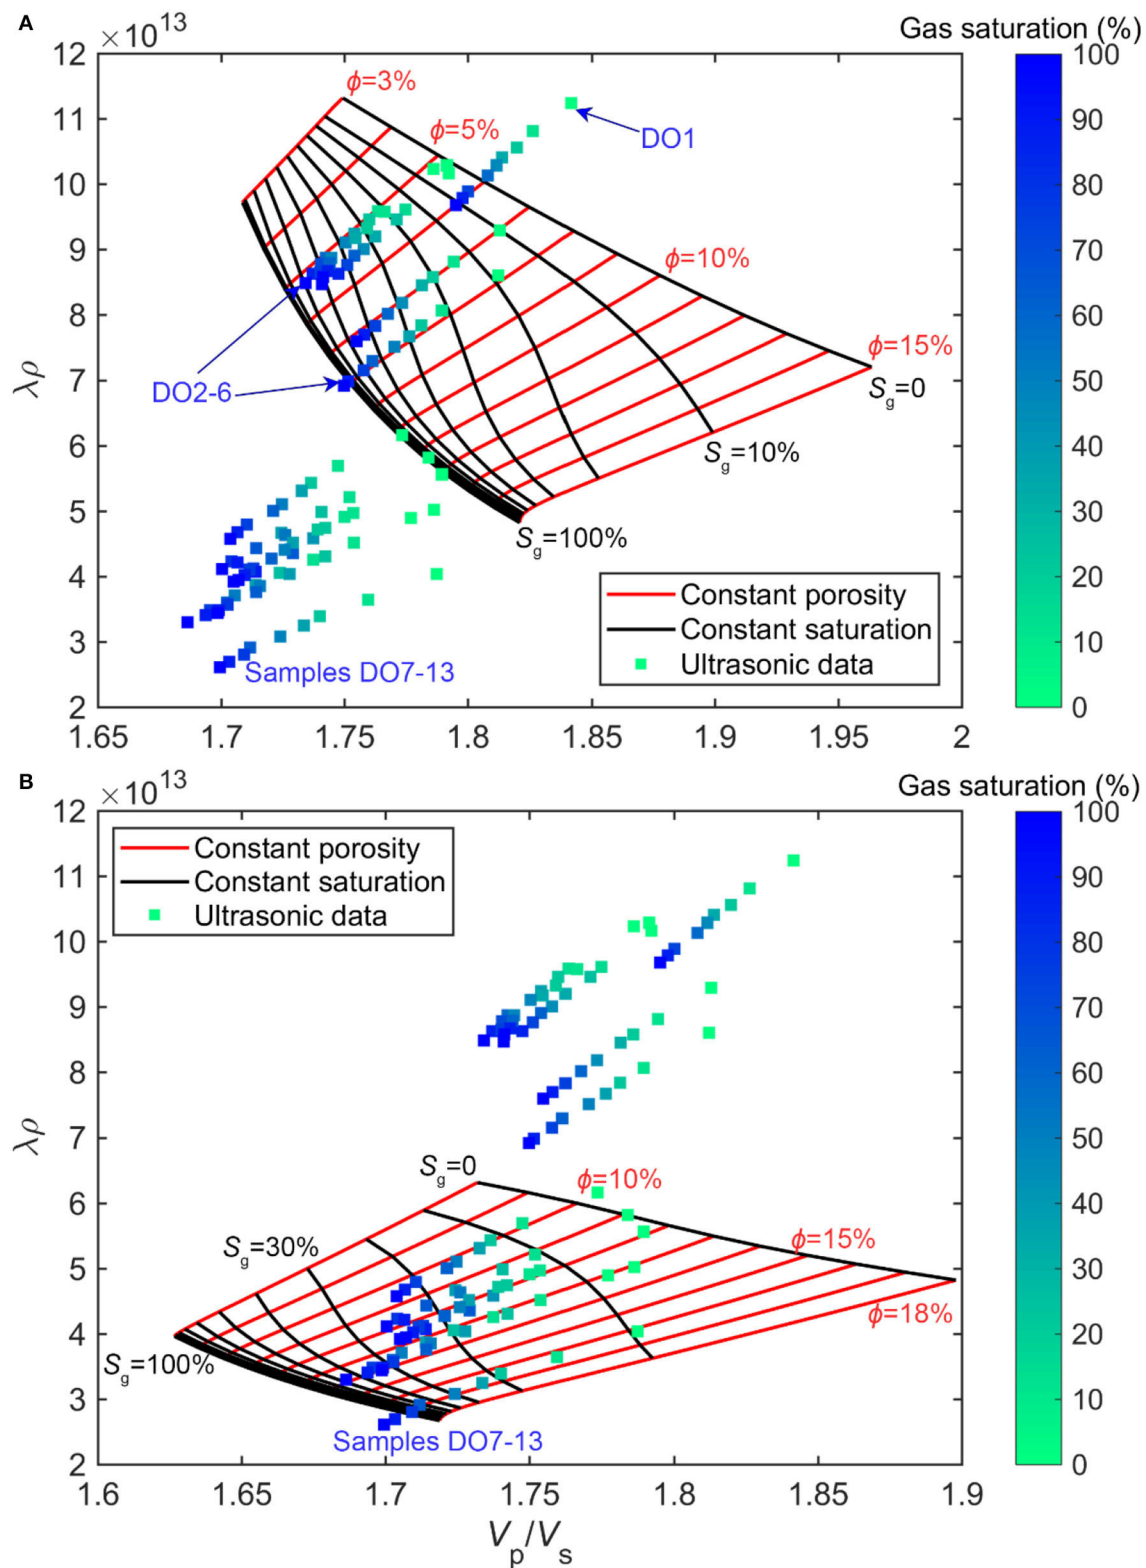 A
×10^13
Gas saturation (%)
12
11
10
9
8
7
6
5
4
3
2
λρ
ϕ=3%
ϕ=5%
ϕ=10%
ϕ=15%
DO1
DO2-6
S_g=0
S_g=10%
S_g=100%
Constant porosity
Constant saturation
Ultrasonic data
Samples DO7-13
1.65
1.7
1.75
1.8
1.85
1.9
1.95
2
100
90
80
70
60
50
40
30
20
10
0
B
×10^13
Gas saturation (%)
12
11
10
9
8
7
6
5
4
3
2
λρ
Constant porosity
Constant saturation
Ultrasonic data
S_g=0
ϕ=10%
S_g=30%
ϕ=15%
ϕ=18%
S_g=100%
Samples DO7-13
1.6
1.65
1.7
1.75
1.8
1.85
1.9
V_p/V_s
100
90
80
70
60
50
40
30
20
10
0